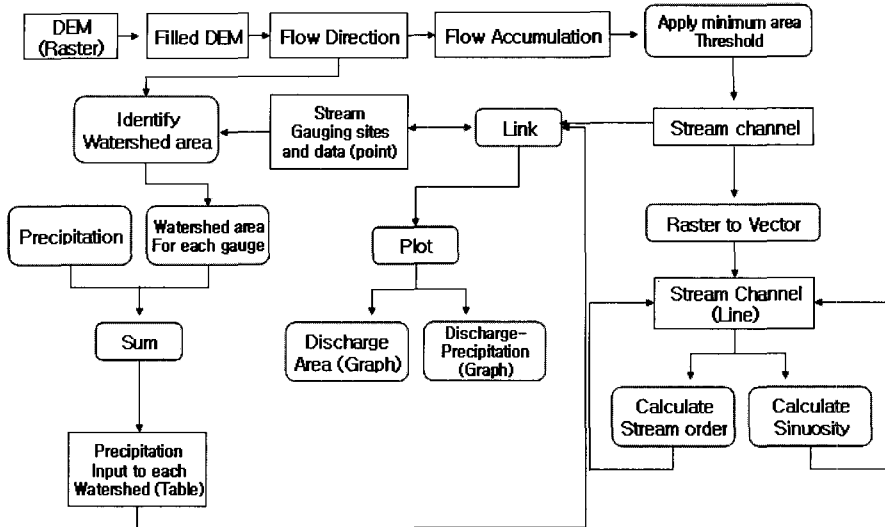 DEM
(Raster)
Filled DEM
Flow Direction
Flow Accumulation
Apply minimum area
Threshold
Identify
Watershed area
Stream
Gauging sites
and data (point)
Link
Stream channel
Precipitation
Watershed area
For each gauge
Plot
Raster to Vector
Sum
Discharge
Area (Graph)
Discharge-
Precipitation
(Graph)
Stream Channel
(Line)
Calculate
Stream order
Calculate
Sinuosity
Precipitation
Input to each
Watershed (Table)